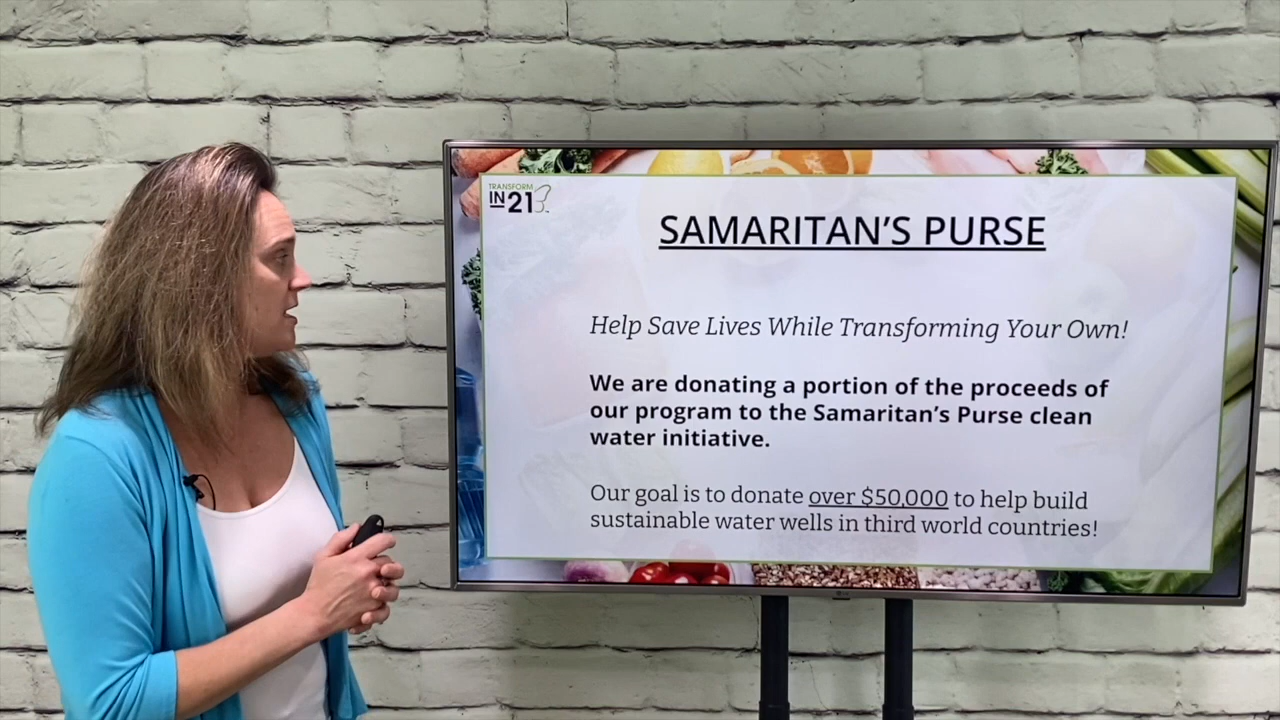 TRANSFORM
IN21
SAMARITAN'S PURSE
Help Save Lives While Transforming Your Own!
We are donating a portion of the proceeds of
our program to the Samaritan's Purse clean
water initiative.
Our goal is to donate over $50,000 to help build
sustainable water wells in third world countries!
LG